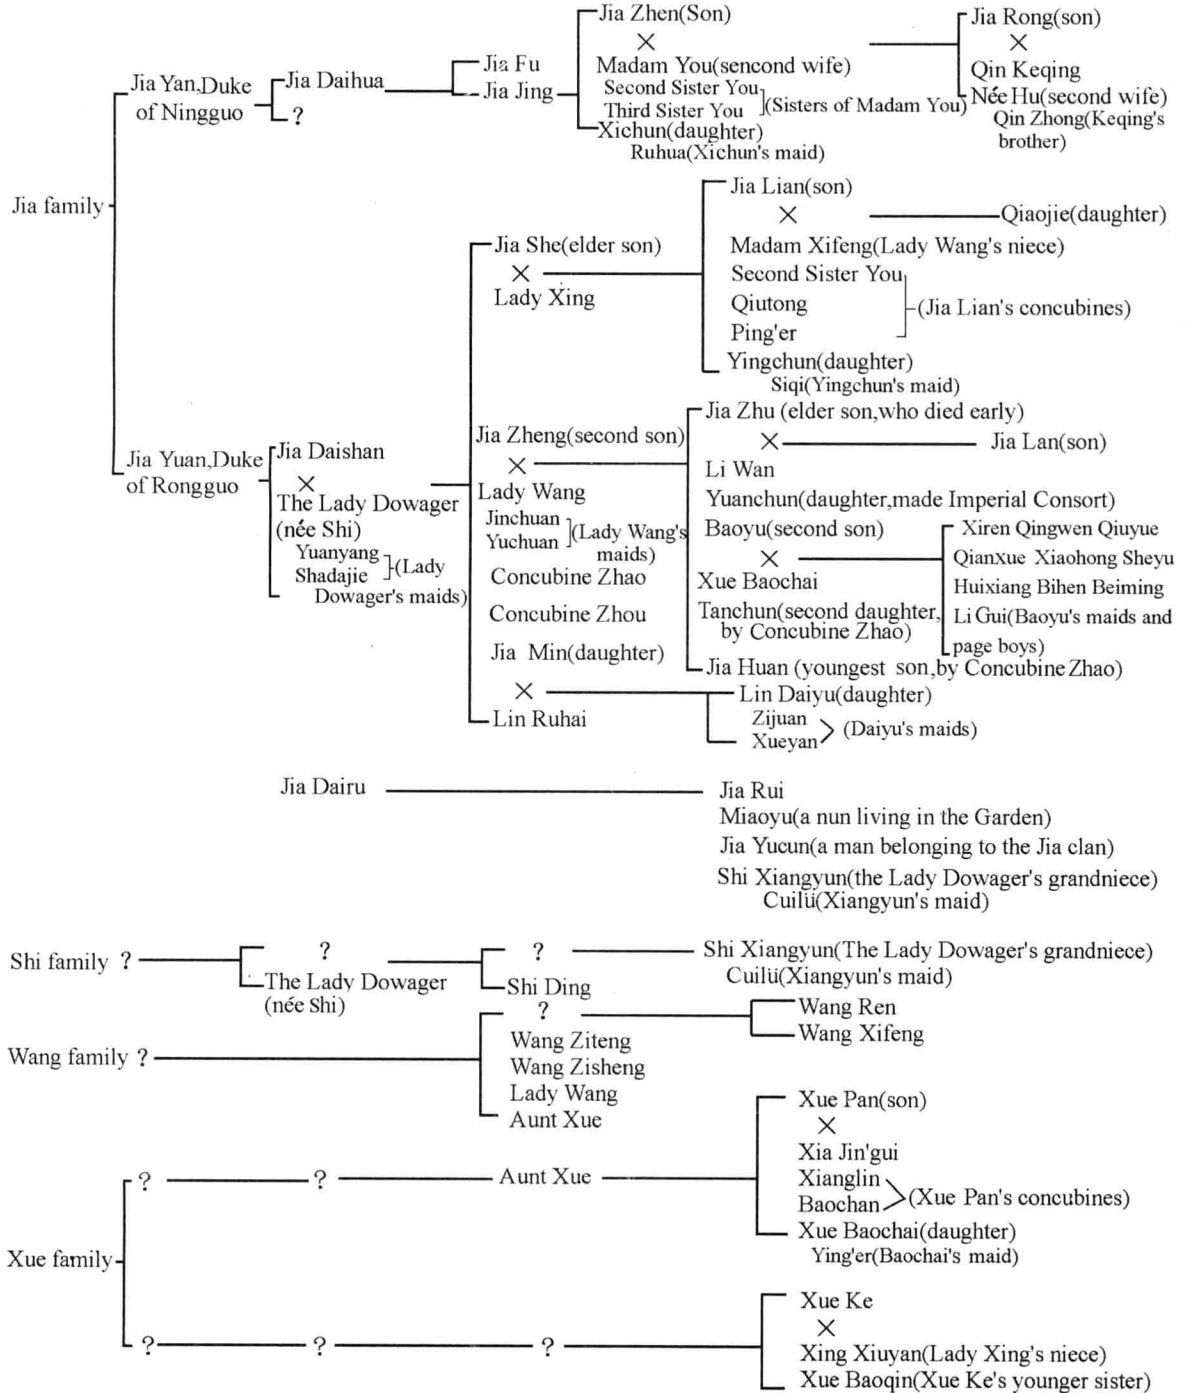 Jia family
Jia Yan,Duke
of Ningguo
Jia Daihua
?
Jia Fu
Jia Jing
Jia Zhen(Son)
×
Madam You(sencond wife)
Second Sister You
Third Sister You
(Sisters of Madam You)
Xichun(daughter)
Ruhua(Xichun's maid)
Jia Rong(son)
×
Qin Keqing
Née Hu(second wife)
Qin Zhong(Keqing's
brother)
Jia Yuan,Duke
of Rongguo
Jia Daishan
×
The Lady Dowager
(née Shi)
Yuanyang
Shadajie
(Lady
Dowager's maids)
Jia She(elder son)
×
Lady Xing
Jia Lian(son)
×
Qiaojie(daughter)
Madam Xifeng(Lady Wang's niece)
Second Sister You
Qiutong
Ping'er
(Jia Lian's concubines)
Yingchun(daughter)
Siqi(Yingchun's maid)
Jia Zheng(second son)
×
Lady Wang
Jinchuan
Yuchuan
(Lady Wang's
maids)
Concubine Zhao
Concubine Zhou
Jia Min(daughter)
×
Lin Ruhai
Jia Zhu (elder son,who died early)
×
Jia Lan(son)
Li Wan
Yuanchun(daughter,made Imperial Consort)
Baoyu(second son)
×
Xue Baochai
Tanchun(second daughter,
by Concubine Zhao)
Jia Huan (youngest son,by Concubine Zhao)
Xiren Qingwen Qiuyue
Qianxue Xiaohong Sheyu
Huixiang Bihen Beiming
Li Gui(Baoyu's maids and
page boys)
Lin Daiyu(daughter)
Zijuan
Xueyan
(Daiyu's maids)
Jia Dairu
Jia Rui
Miaoyu(a nun living in the Garden)
Jia Yucun(a man belonging to the Jia clan)
Shi Xiangyun(the Lady Dowager's grandniece)
Cuilü(Xiangyun's maid)
Shi family ?
?
The Lady Dowager
(née Shi)
?
Shi Ding
Shi Xiangyun(The Lady Dowager's grandniece)
Cuilü(Xiangyun's maid)
Wang family ?
?
Wang Ziteng
Wang Zisheng
Lady Wang
Aunt Xue
Wang Ren
Wang Xifeng
Xue family
?
?
Aunt Xue
Xue Pan(son)
×
Xia Jin'gui
Xianglin
Baochan
(Xue Pan's concubines)
Xue Baochai(daughter)
Ying'er(Baochai's maid)
?
?
?
Xue Ke
×
Xing Xiuyan(Lady Xing's niece)
Xue Baoqin(Xue Ke's younger sister)